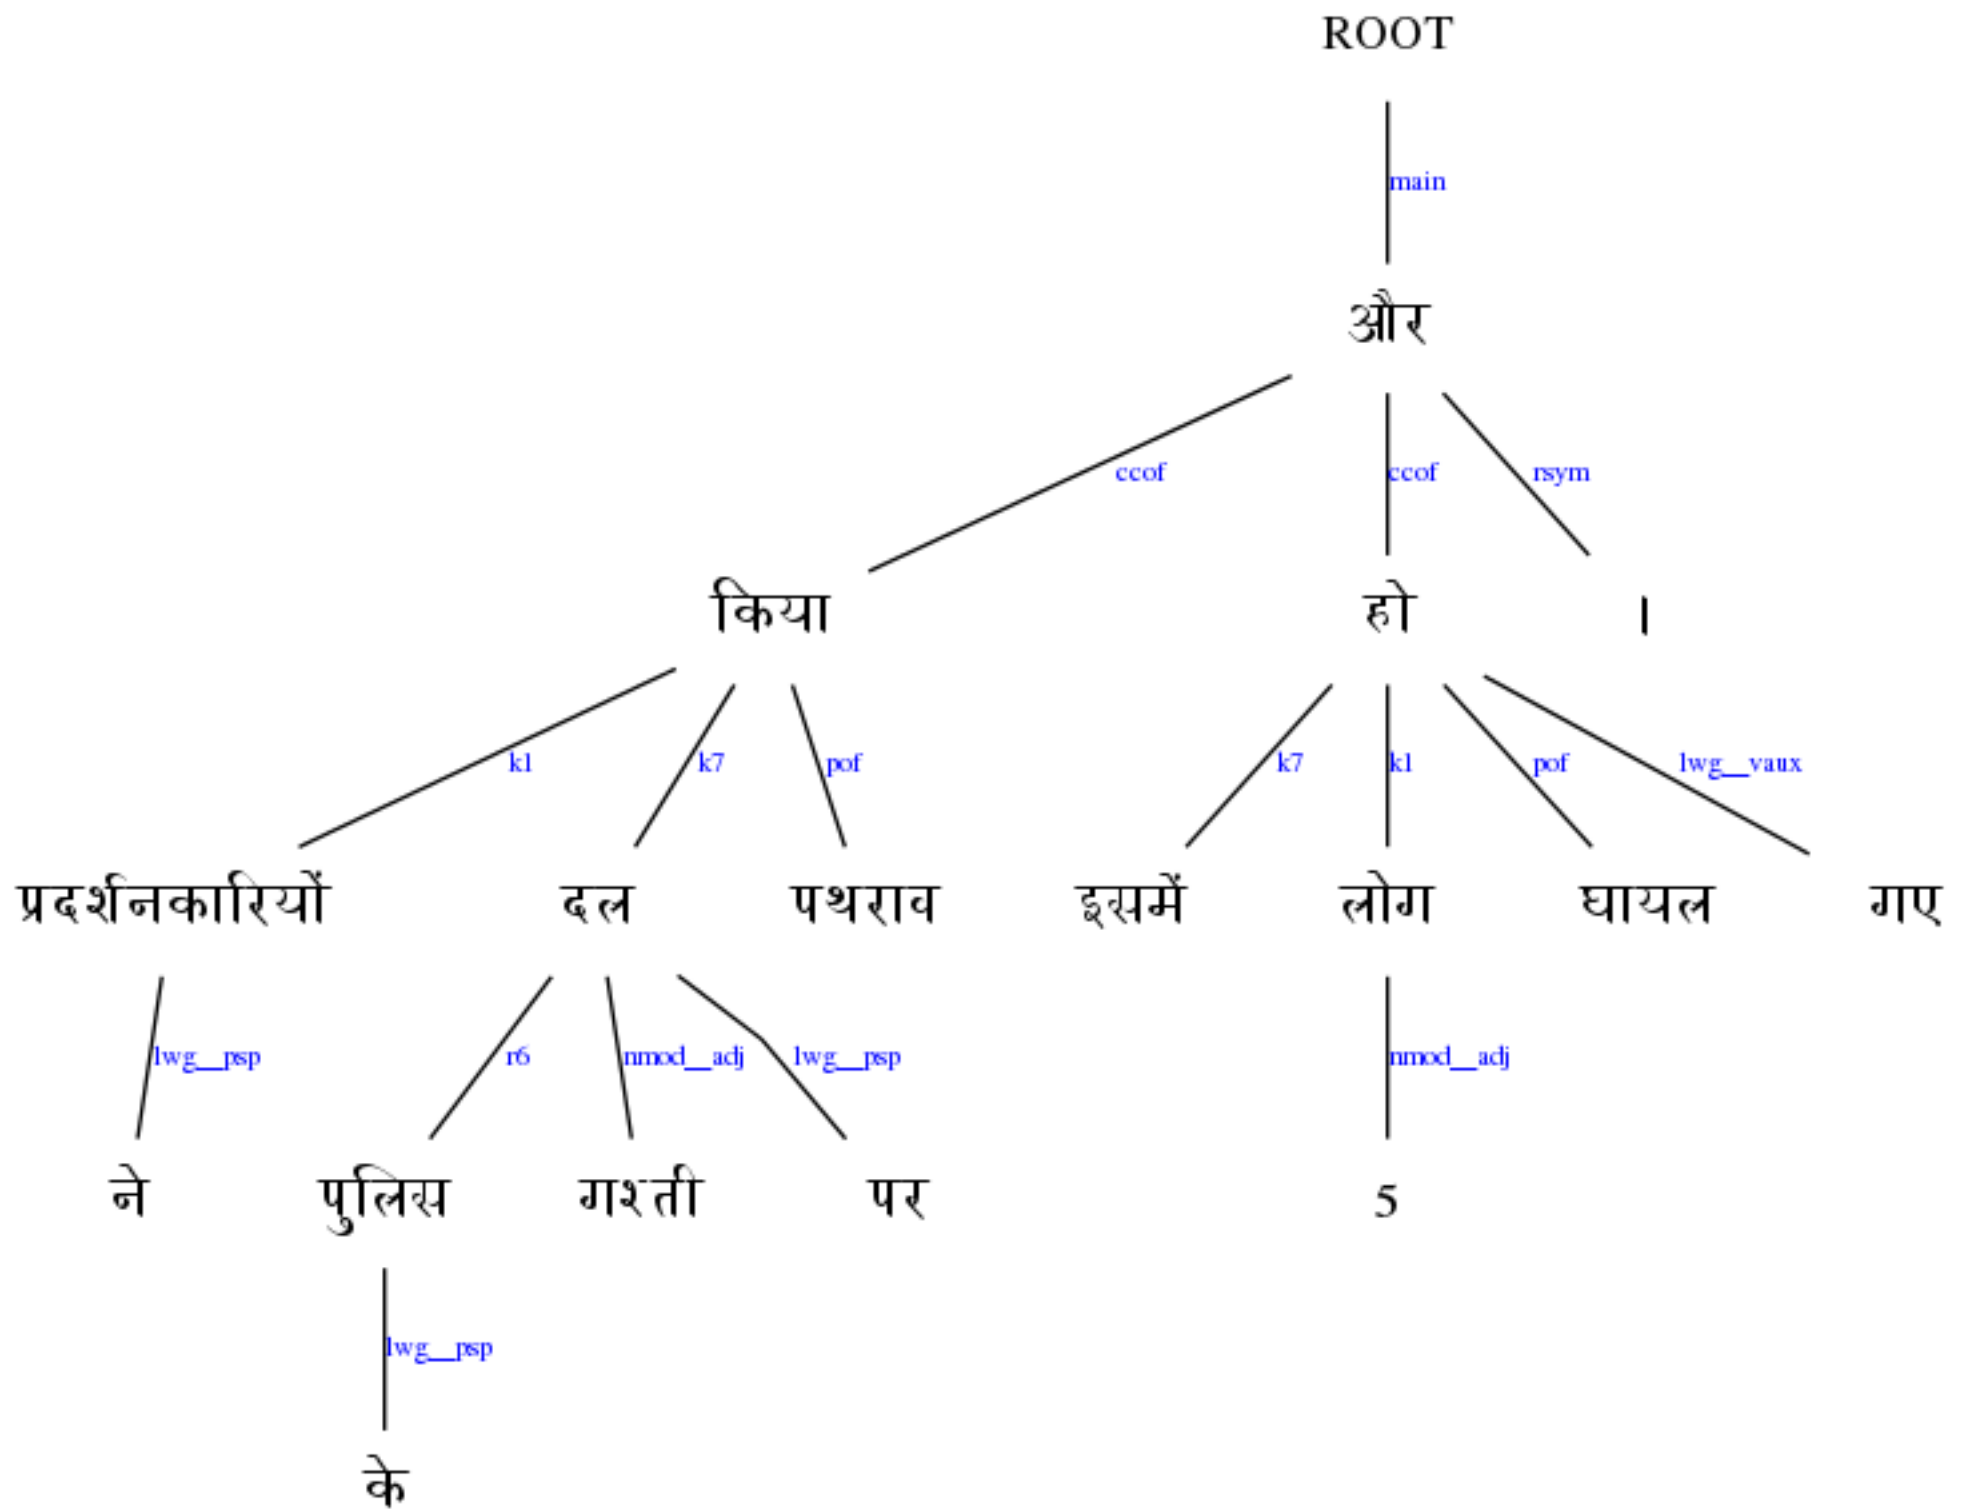 ROOT
main
और
ccof ccof rsym
किया हो ।
k1 k7 pof k7 k1 pof lwg__vaux
प्रदर्शनकारियों दल पथराव इसमें लोग घायल गए
lwg__psp r6 nmod__adj lwg__psp nmod__adj
ने पुलिस गश्ती पर 5
lwg__psp
के